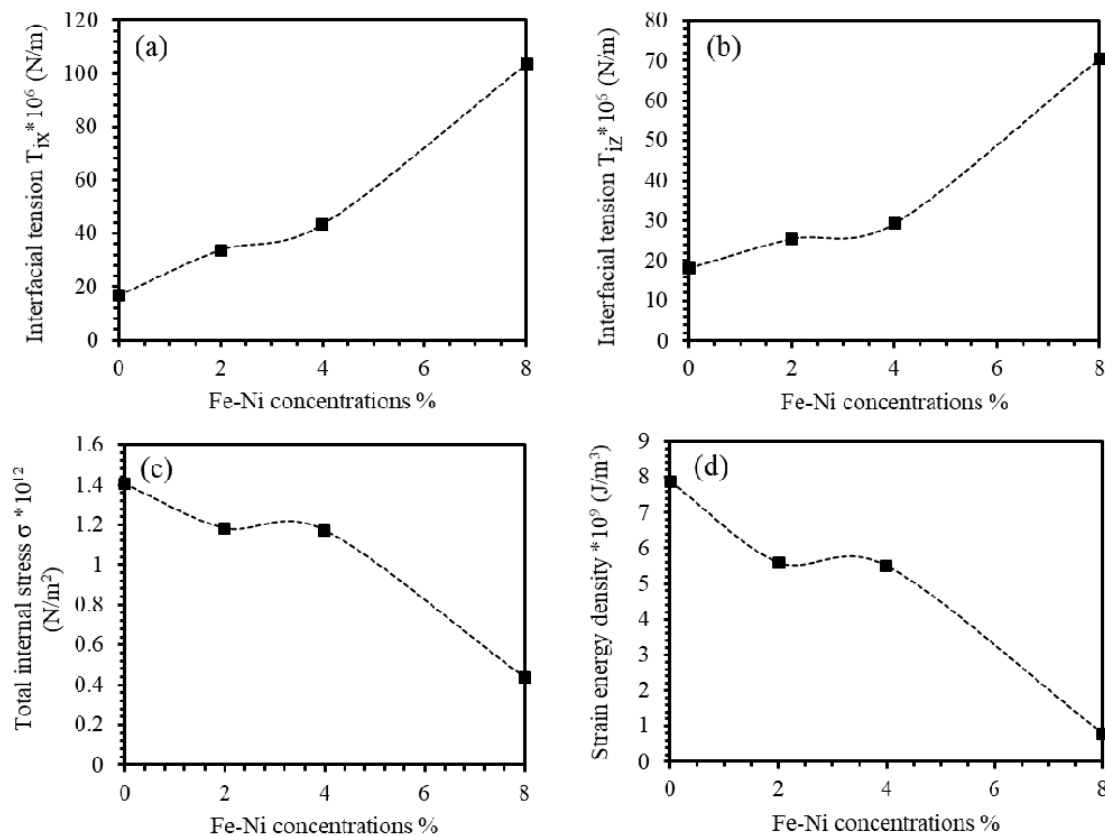 (a)
Interfacial tension T_ix*10^6 (N/m)
120
100
80
60
40
20
0
0 2 4 6 8
Fe-Ni concentrations %
(b)
Interfacial tension T_iz*10^5 (N/m)
80
70
60
50
40
30
20
10
0
0 2 4 6 8
Fe-Ni concentrations %
(c)
Total internal stress σ *10^12
(N/m²)
1.6
1.4
1.2
1
0.8
0.6
0.4
0.2
0
0 2 4 6 8
Fe-Ni concentrations %
(d)
Strain energy density *10^9 (J/m³)
9
8
7
6
5
4
3
2
1
0
0 2 4 6 8
Fe-Ni concentrations %